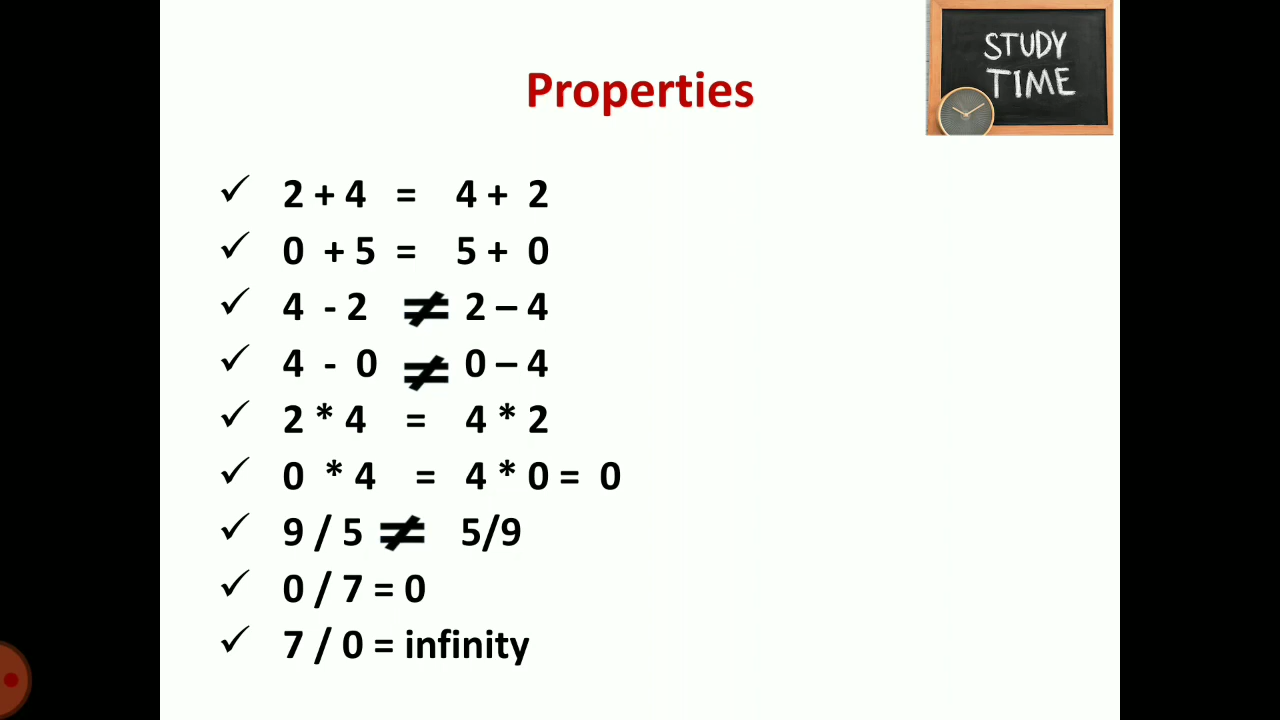 STUDY
TIME
Properties
✓ 2 + 4 = 4 + 2
✓ 0 + 5 = 5 + 0
✓ 4 - 2 ≠ 2 – 4
✓ 4 - 0 ≠ 0 – 4
✓ 2 * 4 = 4 * 2
✓ 0 * 4 = 4 * 0 = 0
✓ 9 / 5 ≠ 5/9
✓ 0 / 7 = 0
✓ 7 / 0 = infinity